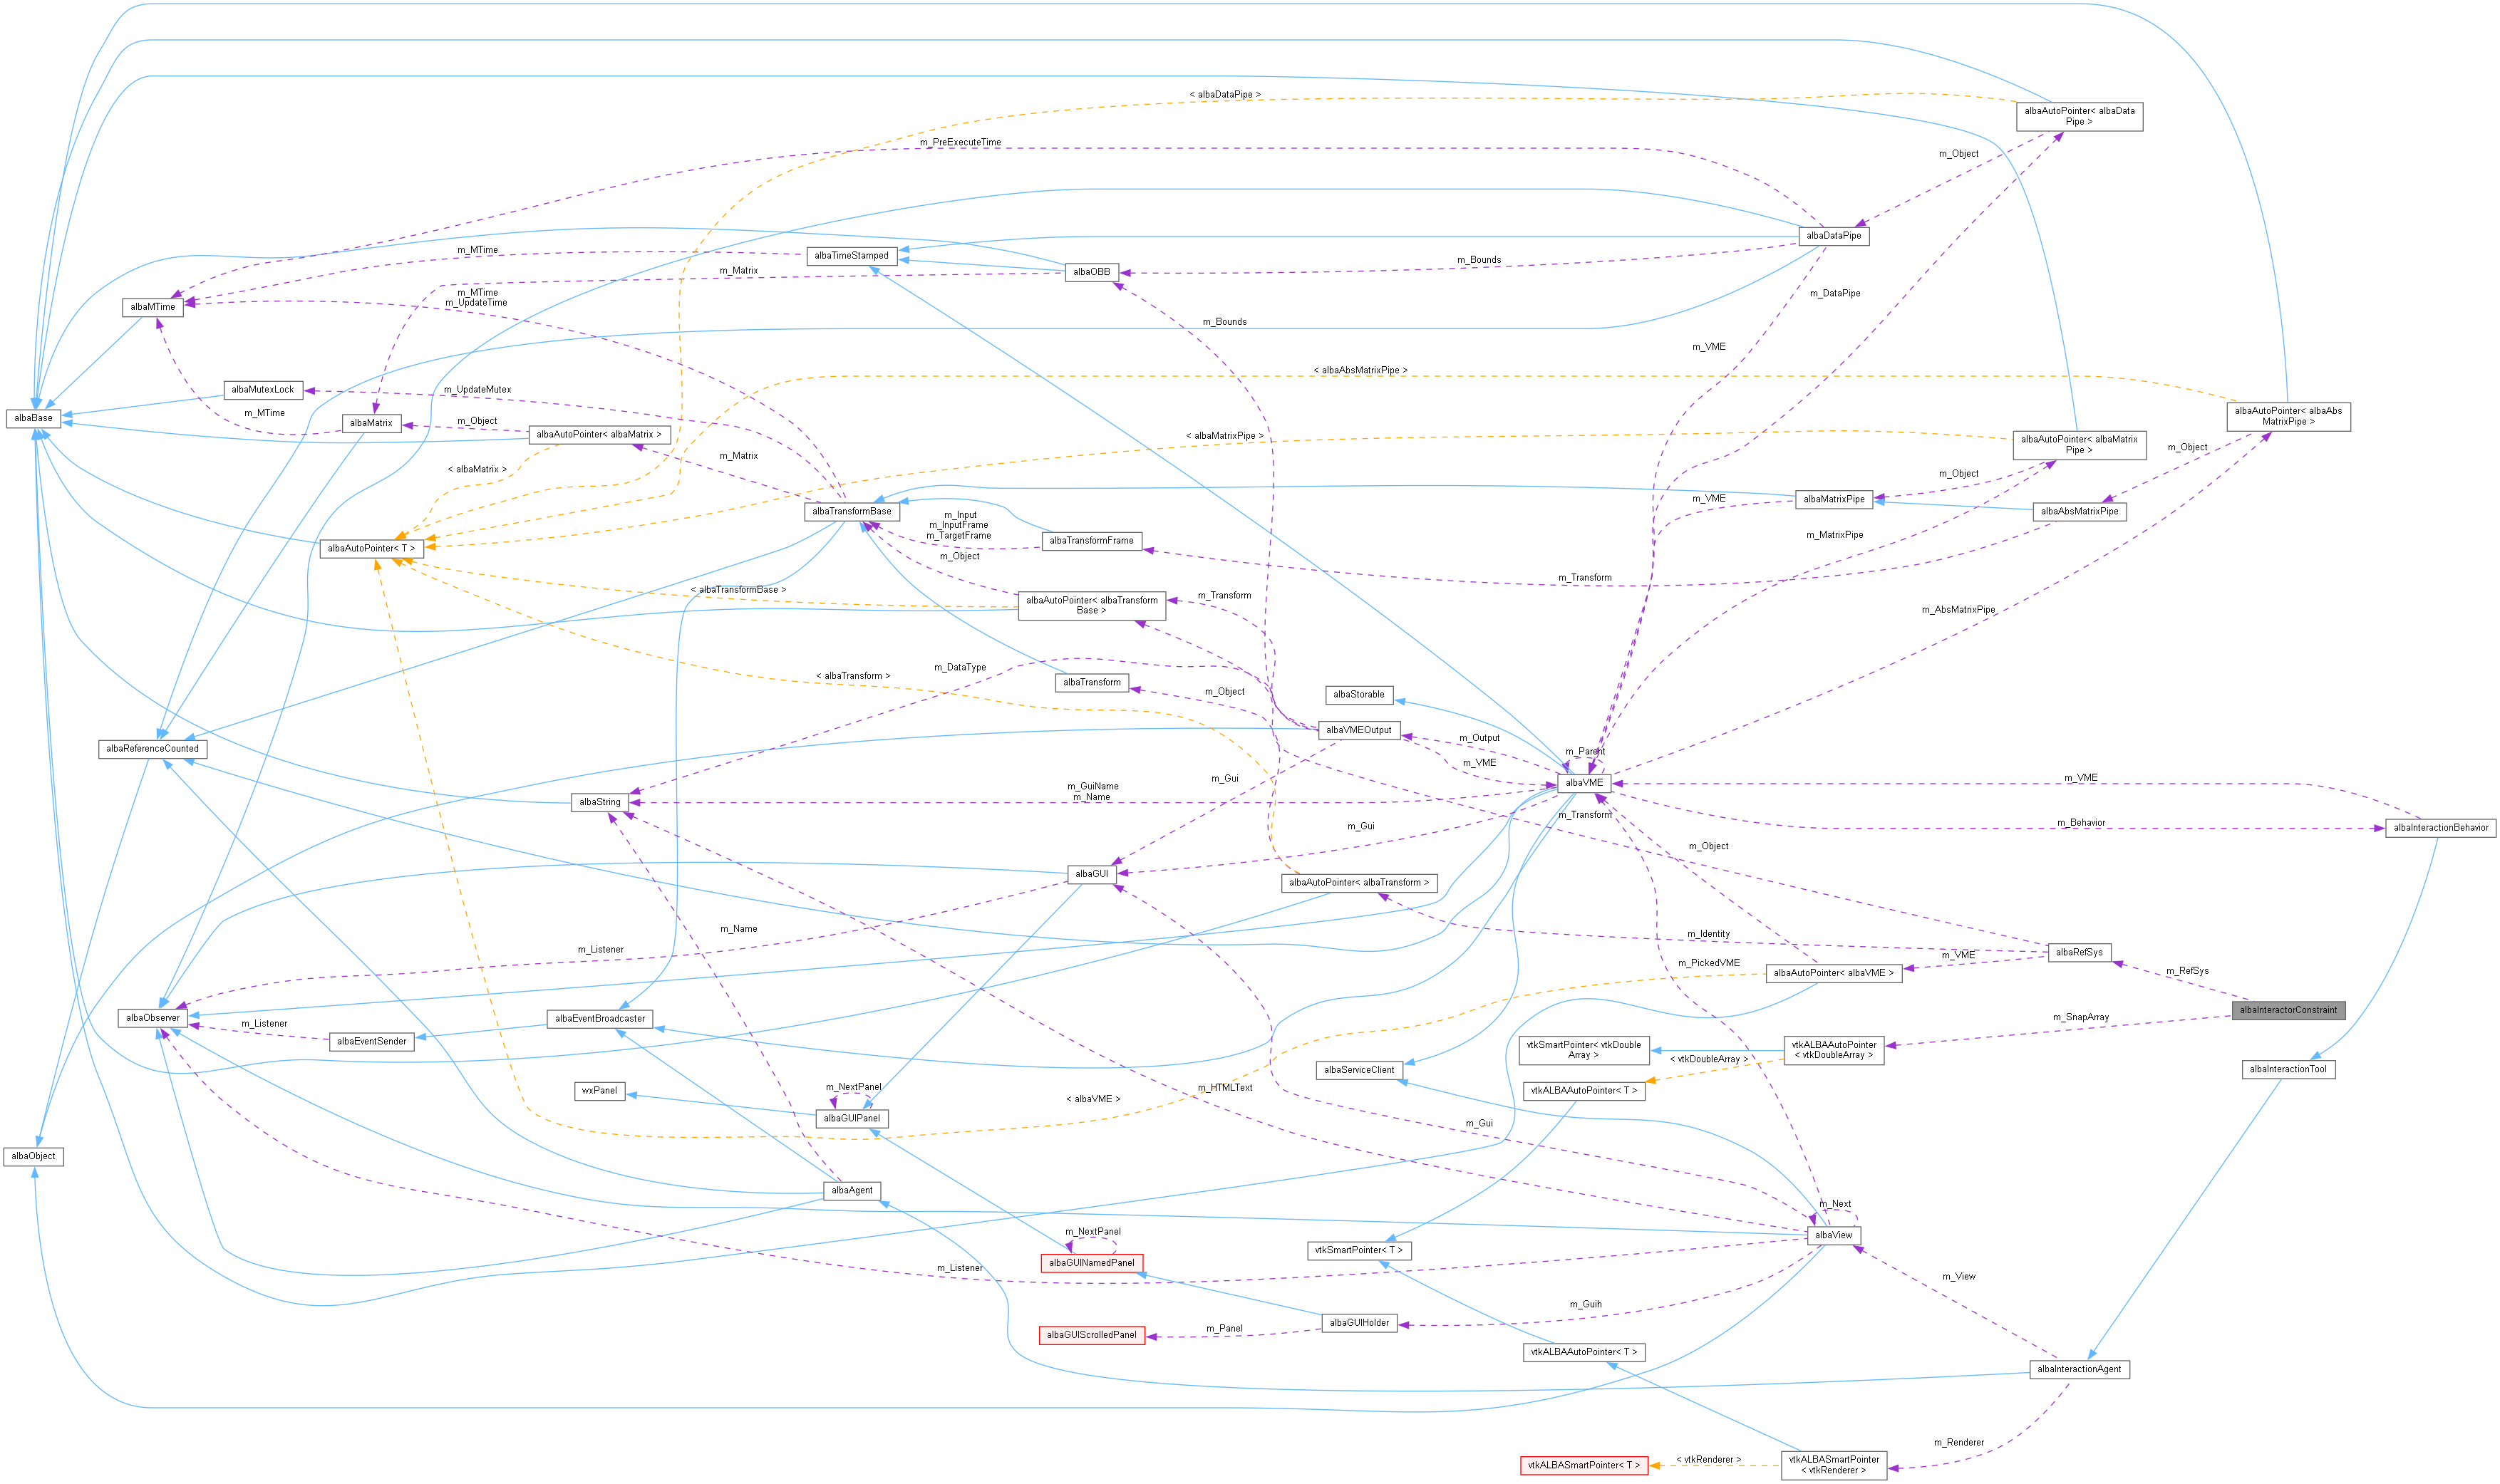 < albaDataPipe >
albaAutoPointer< albaData
Pipe >
m_PreExecuteTime
m_Object
albaDataPipe
m_MTime
albaTimeStamped
m_Bounds
m_Matrix
albaOBB
m_DataPipe
m_MTime
m_UpdateTime
albaMTime
m_Bounds
m_VME
< albaAbsMatrixPipe >
albaMutexLock
m_UpdateMutex
albaBase
m_MTime
albaMatrix
m_Object
albaAutoPointer< albaMatrix >
< albaMatrixPipe >
albaAutoPointer< albaMatrix
Pipe >
albaAutoPointer< albaAbs
MatrixPipe >
m_Object
m_Object
< albaMatrix >
m_Matrix
albaMatrixPipe
m_VME
albaAbsMatrixPipe
albaTransformBase
m_Input
m_InputFrame
m_TargetFrame
albaTransformFrame
m_MatrixPipe
albaAutoPointer< T >
m_Object
m_Transform
< albaTransformBase >
albaAutoPointer< albaTransform
Base >
m_Transform
m_AbsMatrixPipe
m_DataType
< albaTransform >
albaTransform
m_Object
albaStorable
albaVMEOutput
m_Output
m_Parent
albaReferenceCounted
m_VME
m_Gui
albaVME
m_VME
m_GuiName
m_Name
albaString
m_Transform
m_Gui
m_Behavior
albaInteractionBehavior
m_Object
albaGUI
albaAutoPointer< albaTransform >
m_Name
m_Listener
m_Identity
albaRefSys
m_VME
m_PickedVME
albaAutoPointer< albaVME >
m_RefSys
albaInteractorConstraint
albaObserver
m_Listener
albaEventSender
albaEventBroadcaster
m_SnapArray
vtkSmartPointer< vtkDouble
Array >
< vtkDoubleArray >
vtkALBAAutoPointer
< vtkDoubleArray >
albaServiceClient
albaInteractionTool
wxPanel
m_NextPanel
albaGUIPanel
m_HTMLText
< albaVME >
vtkALBAAutoPointer< T >
m_Gui
albaObject
albaAgent
m_Next
albaView
m_NextPanel
albaGUINamedPanel
m_Listener
vtkSmartPointer< T >
m_View
m_Guih
albaGUIHolder
albaGUIScrolledPanel
m_Panel
vtkALBAAutoPointer< T >
albaInteractionAgent
m_Renderer
vtkALBASmartPointer< T >
< vtkRenderer >
vtkALBASmartPointer
< vtkRenderer >